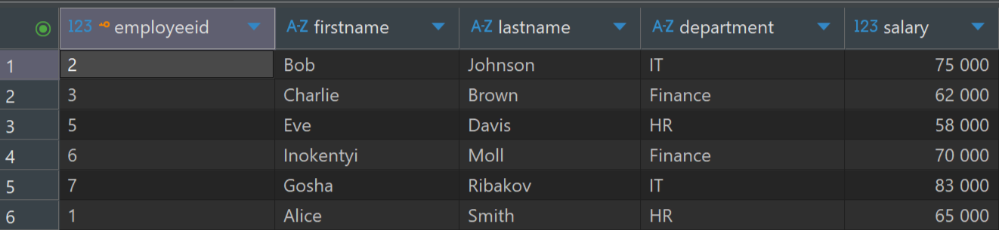 123 employeeid A-Z firstname A-Z lastname A-Z department 123 salary
1 2 Bob Johnson IT 75 000
2 3 Charlie Brown Finance 62 000
3 5 Eve Davis HR 58 000
4 6 Inokentyi Moll Finance 70 000
5 7 Gosha Ribakov IT 83 000
6 1 Alice Smith HR 65 000